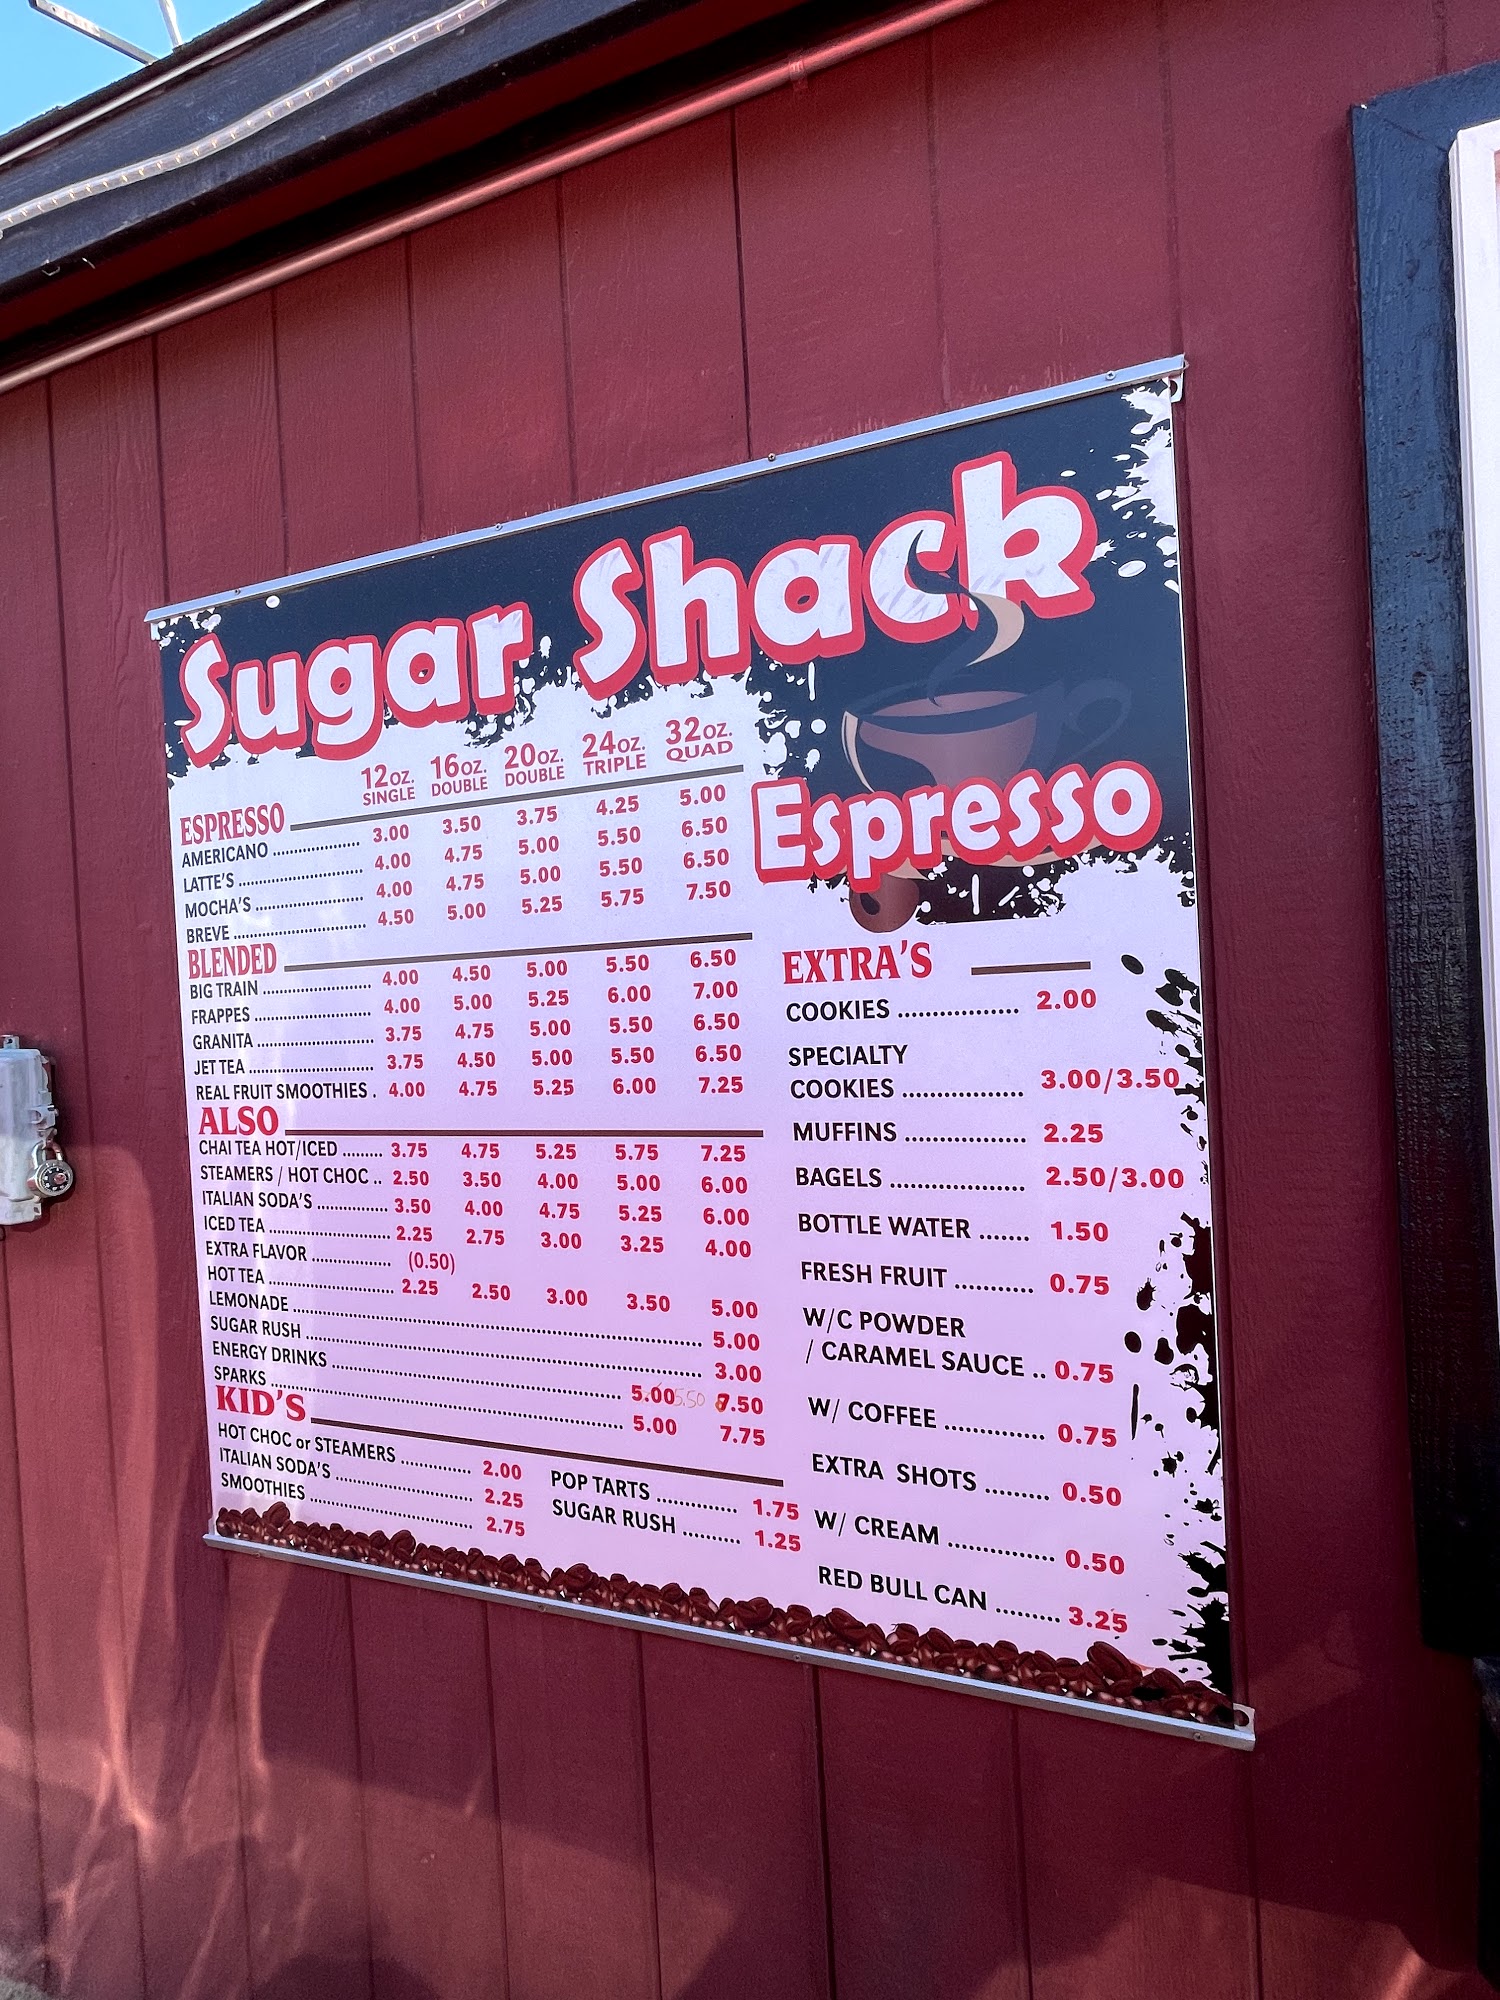 Sugar Shack
Espresso
12oz. 16oz. 20oz. 24oz. 32oz.
SINGLE DOUBLE DOUBLE TRIPLE QUAD
ESPRESSO
AMERICANO .................. 3.00 3.50 3.75 4.25 5.00
LATTE'S .......................... 4.00 4.75 5.00 5.50 6.50
MOCHA'S ....................... 4.00 4.75 5.00 5.50 6.50
BREVE ............................ 4.50 5.00 5.25 5.75 7.50
BLENDED
BIG TRAIN ....................... 4.00 4.50 5.00 5.50 6.50
FRAPPES ......................... 4.00 5.00 5.25 6.00 7.00
GRANITA ......................... 3.75 4.75 5.00 5.50 6.50
JET TEA ........................... 3.75 4.50 5.00 5.50 6.50
REAL FRUIT SMOOTHIES . 4.00 4.75 5.25 6.00 7.25
ALSO
CHAI TEA HOT/ICED ......... 3.75 4.75 5.25 5.75 7.25
STEAMERS / HOT CHOC .. 2.50 3.50 4.00 5.00 6.00
ITALIAN SODA'S ............... 3.50 4.00 4.75 5.25 6.00
ICED TEA .......................... 2.25 2.75 3.00 3.25 4.00
EXTRA FLAVOR ................. (0.50)
HOT TEA .......................... 2.25 2.50 3.00 3.50 5.00
LEMONADE ........................ 5.00
SUGAR RUSH ........................ 3.00
ENERGY DRINKS ........................ 5.00 5.50 7.50
SPARKS ........................ 5.00 7.75
KID'S
HOT CHOC or STEAMERS .............. 2.00
ITALIAN SODA'S ........................ 2.25
SMOOTHIES ........................ 2.75
POP TARTS .............. 1.75
SUGAR RUSH .......... 1.25
EXTRA'S
COOKIES ................. 2.00
SPECIALTY
COOKIES ................. 3.00/3.50
MUFFINS ................. 2.25
BAGELS ................... 2.50/3.00
BOTTLE WATER ....... 1.50
FRESH FRUIT ........... 0.75
W/C POWDER
/ CARAMEL SAUCE .. 0.75
W/ COFFEE .............. 0.75
EXTRA SHOTS ......... 0.50
W/ CREAM ............... 0.50
RED BULL CAN ......... 3.25